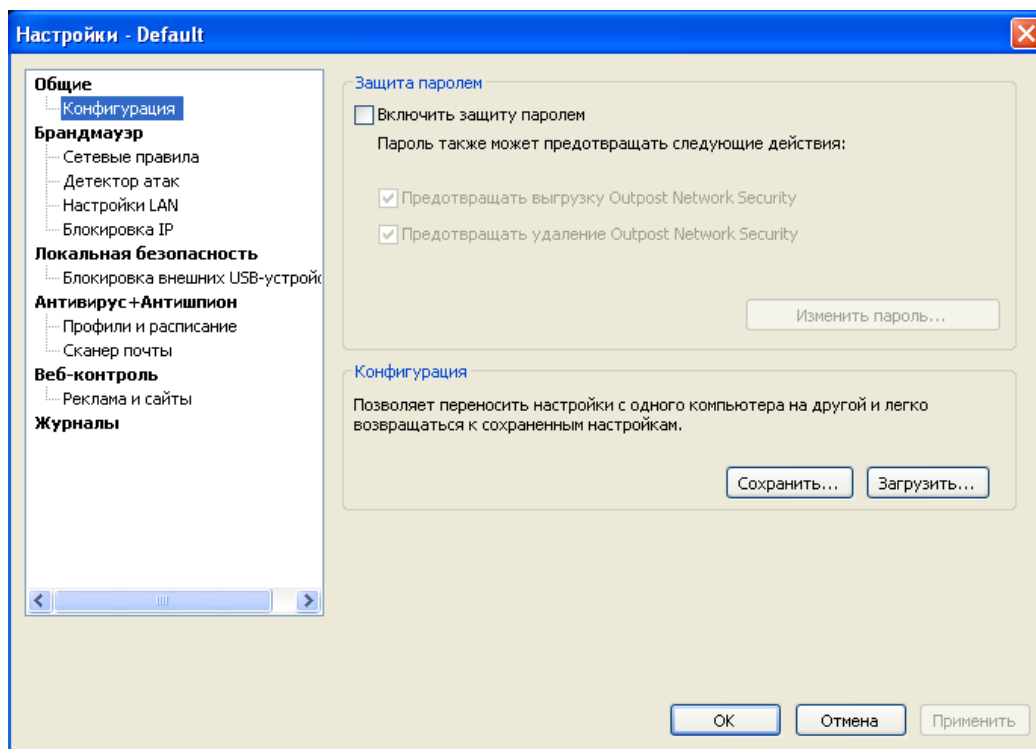 Настройки - Default
Общие
Конфигурация
Брандмауэр
Сетевые правила
Детектор атак
Настройки LAN
Блокировка IP
Локальная безопасность
Блокировка внешних USB-устройс
Антивирус+Антишпион
Профили и расписание
Сканер почты
Веб-контроль
Реклама и сайты
Журналы
Защита паролем
Включить защиту паролем
Пароль также может предотвращать следующие действия:
Предотвращать выгрузку Outpost Network Security
Предотвращать удаление Outpost Network Security
Изменить пароль...
Конфигурация
Позволяет переносить настройки с одного компьютера на другой и легко
возвращаться к сохраненным настройкам.
Сохранить...
Загрузить...
OK
Отмена
Применить